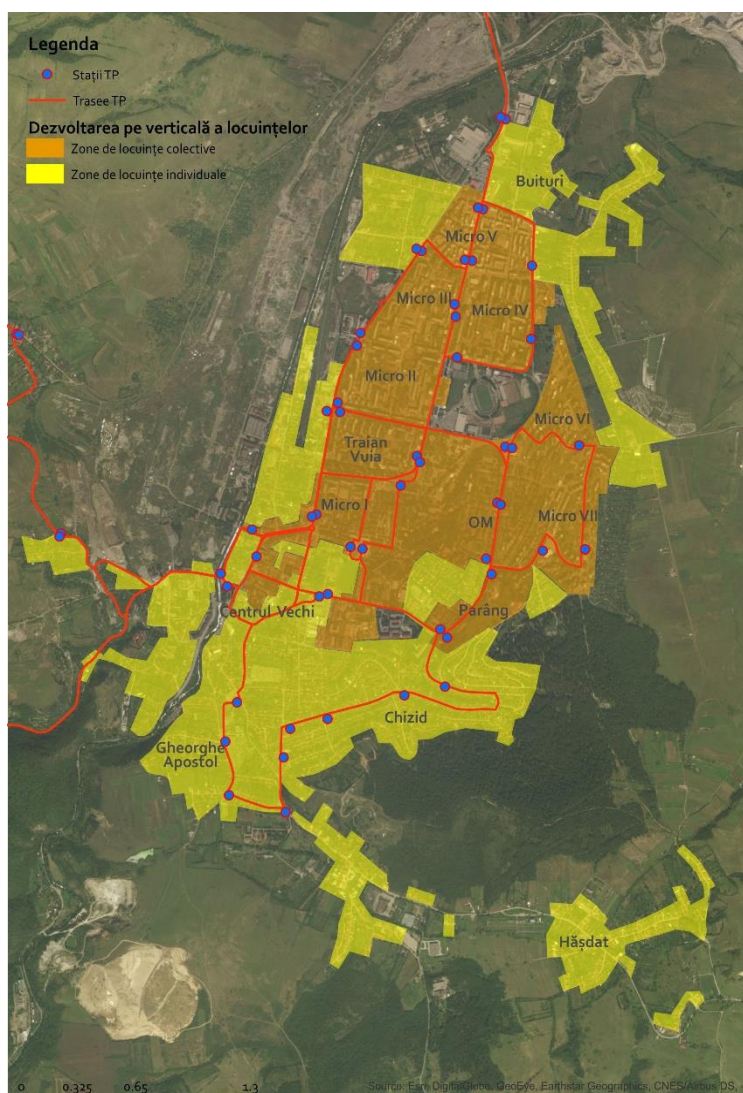 Legenda
Stații TP
Trasee TP
Dezvoltarea pe verticală a locuințelor
Zone de locuințe colective
Zone de locuințe individuale
Buituri
Micro V
Micro III
Micro IV
Micro II
Micro VI
Traian
Vuia
Micro I
OM
Micro VII
Centrul Vechi
Parâng
Chizid
Gheorghe
Apostol
Hășdat
0 0.325 0.65 1.3
Source: Esri, DigitalGlobe, GeoEye, Earthstar Geographics, CNES/Airbus DS,